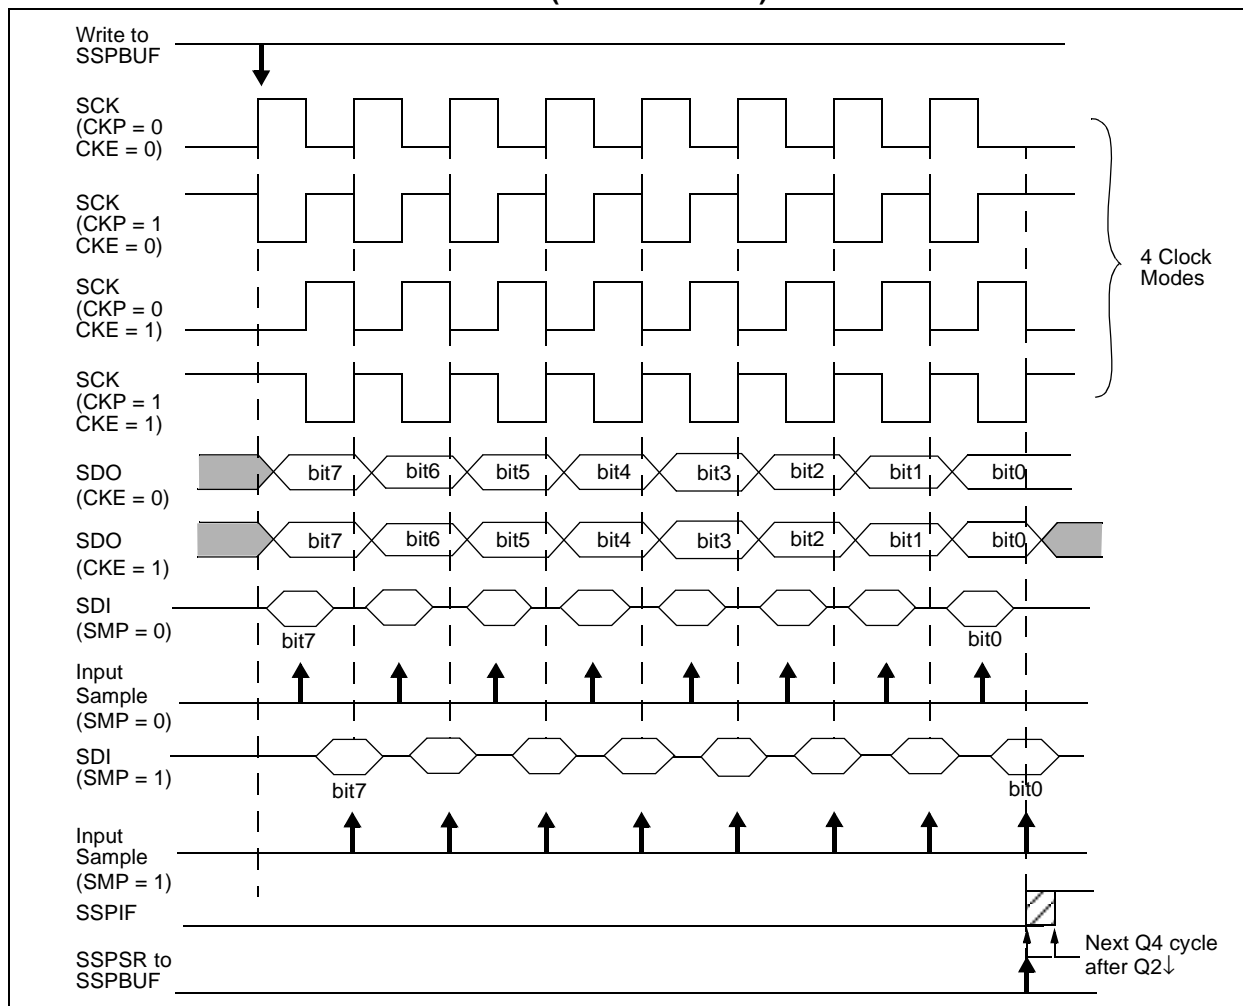 Write to
SSPBUF
SCK
(CKP = 0
CKE = 0)
SCK
(CKP = 1
CKE = 0)
SCK
(CKP = 0
CKE = 1)
SCK
(CKP = 1
CKE = 1)
4 Clock
Modes
SDO
(CKE = 0)
bit7 bit6 bit5 bit4 bit3 bit2 bit1 bit0
SDO
(CKE = 1)
bit7 bit6 bit5 bit4 bit3 bit2 bit1 bit0
SDI
(SMP = 0)
bit7 bit0
Input
Sample
(SMP = 0)
SDI
(SMP = 1)
bit7 bit0
Input
Sample
(SMP = 1)
SSPIF
Next Q4 cycle
after Q2↓
SSPSR to
SSPBUF